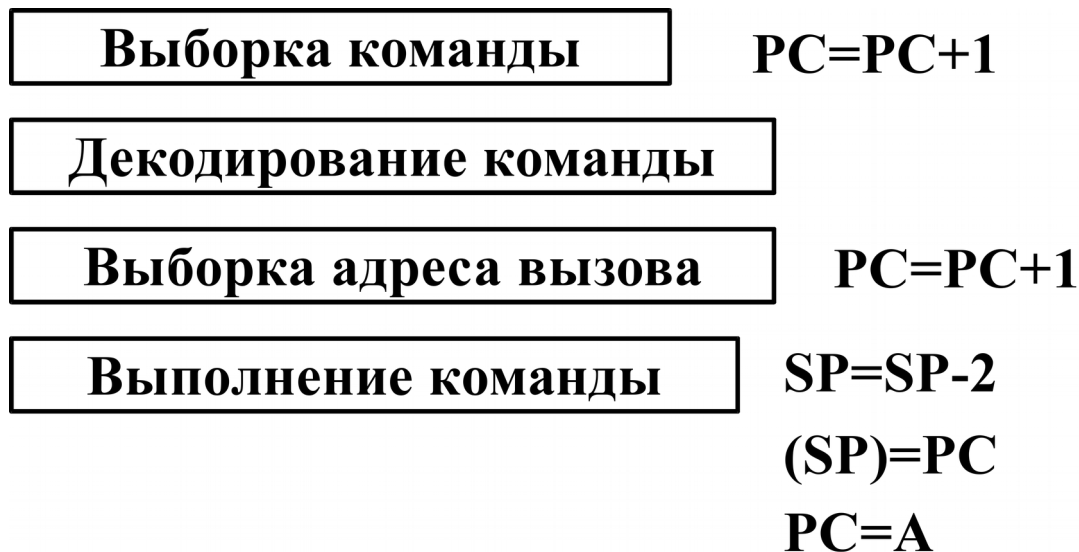 Выборка команды PC=PC+1
Декодирование команды
Выборка адреса вызова PC=PC+1
Выполнение команды SP=SP-2
(SP)=PC
PC=A